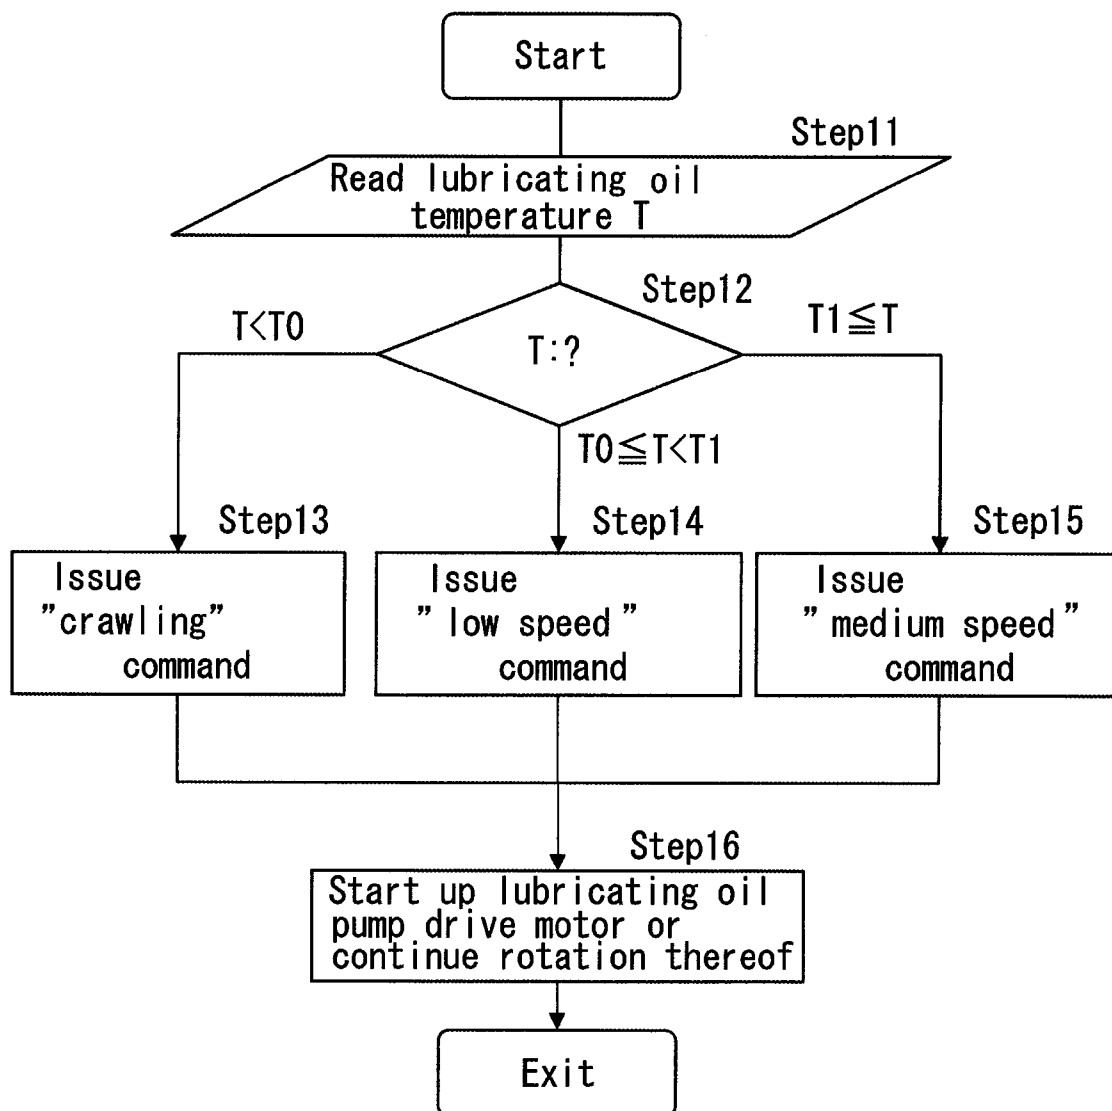 Start
Step11
Read lubricating oil
temperature T
Step12
T<T0
T1≦T
T:?
T0≦T<T1
Step13
Step14
Step15
Issue
"crawling"
command
Issue
"low speed"
command
Issue
"medium speed"
command
Step16
Start up lubricating oil
pump drive motor or
continue rotation thereof
Exit